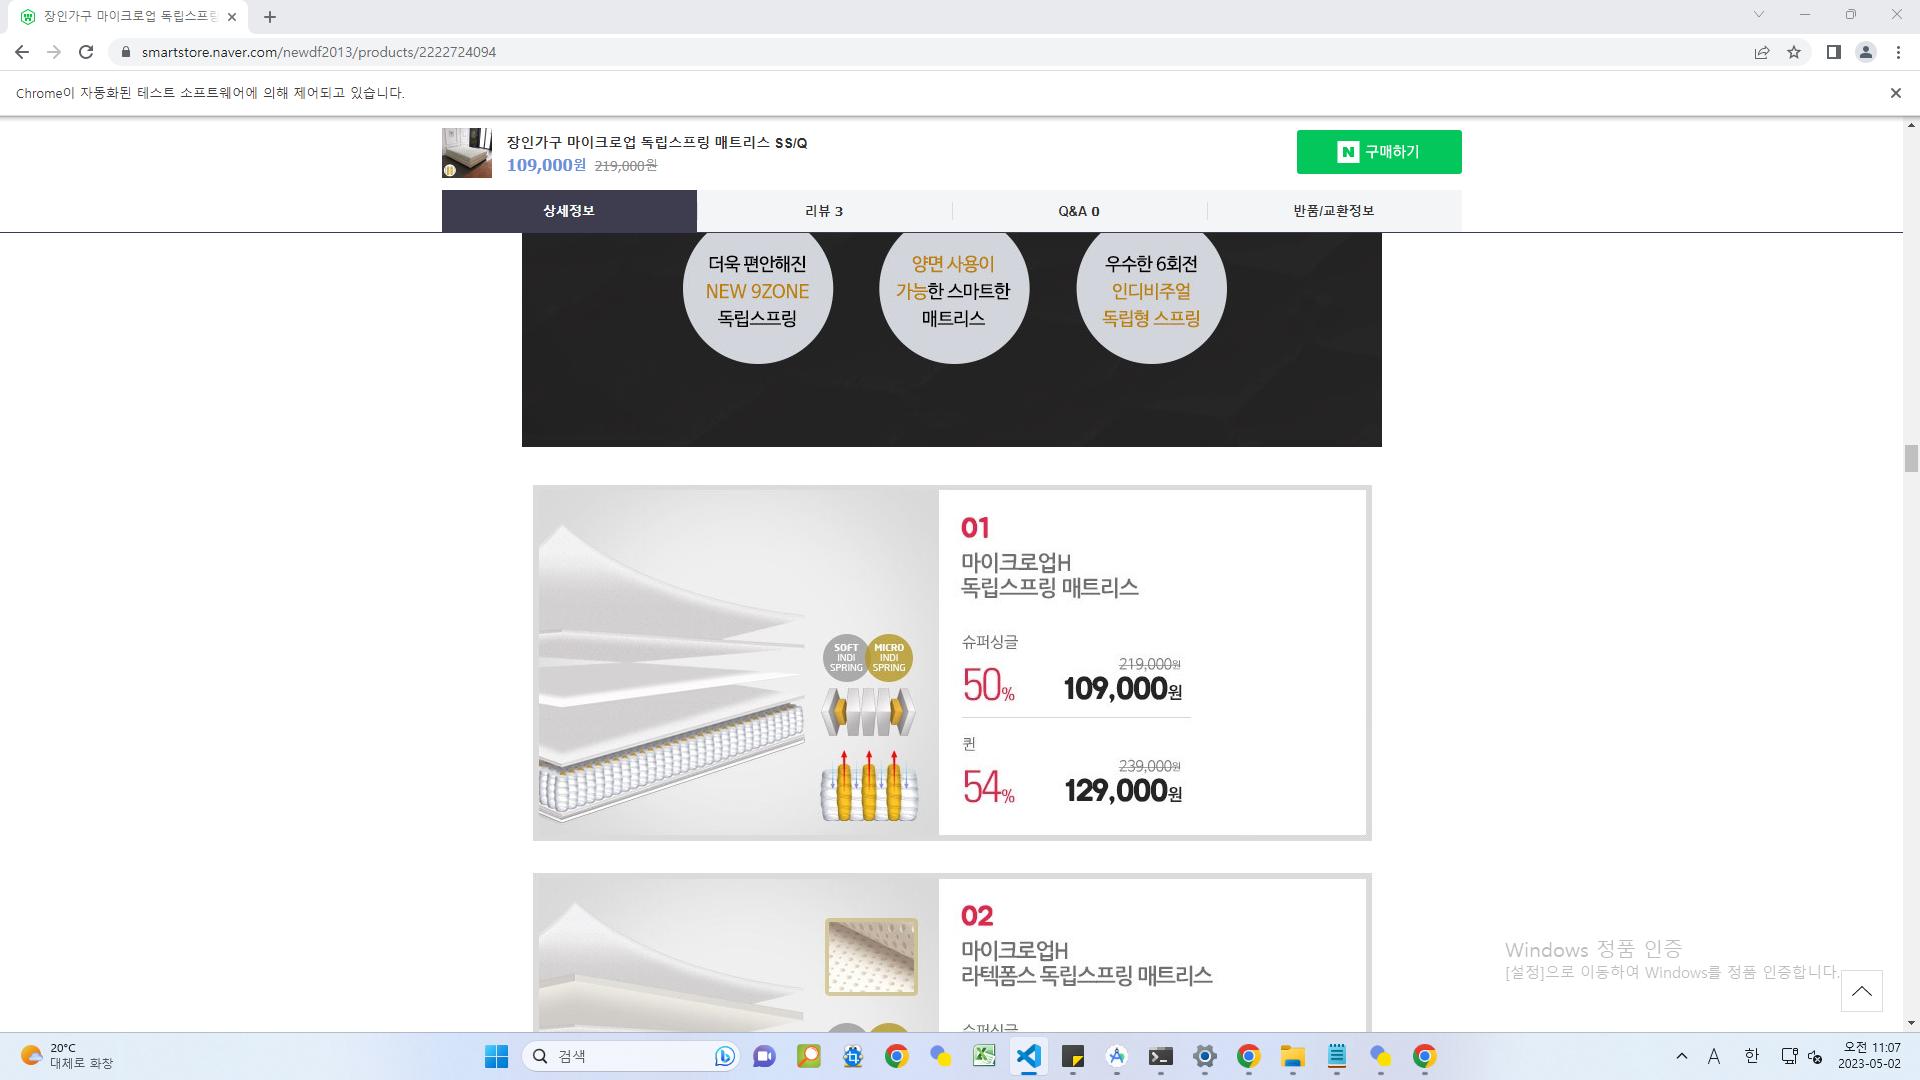 장인가구 마이크로업 독립스프링
smartstore.naver.com/newdf2013/products/2222724094
Chrome이 자동화된 테스트 소프트웨어에 의해 제어되고 있습니다.
장인가구 마이크로업 독립스프링 매트리스 SS/Q
109,000원 219,000원
N 구매하기
상세정보 리뷰 3 Q&A 0 반품/교환정보
더욱 편안해진
NEW 9ZONE
독립스프링
양면 사용이
가능한 스마트한
매트리스
우수한 6회전
인디비주얼
독립형 스프링
SOFT
INDI
SPRING
MICRO
INDI
SPRING
01
마이크로업H
독립스프링 매트리스
슈퍼싱글
219,000원
50% 109,000원
퀸
239,000원
54% 129,000원
02
마이크로업H
라텍폼스 독립스프링 매트리스
슈퍼싱글
Windows 정품 인증
[설정]으로 이동하여 Windows를 정품 인증합니다.
20°C
대체로 화창
검색
A 한
오전 11:07
2023-05-02